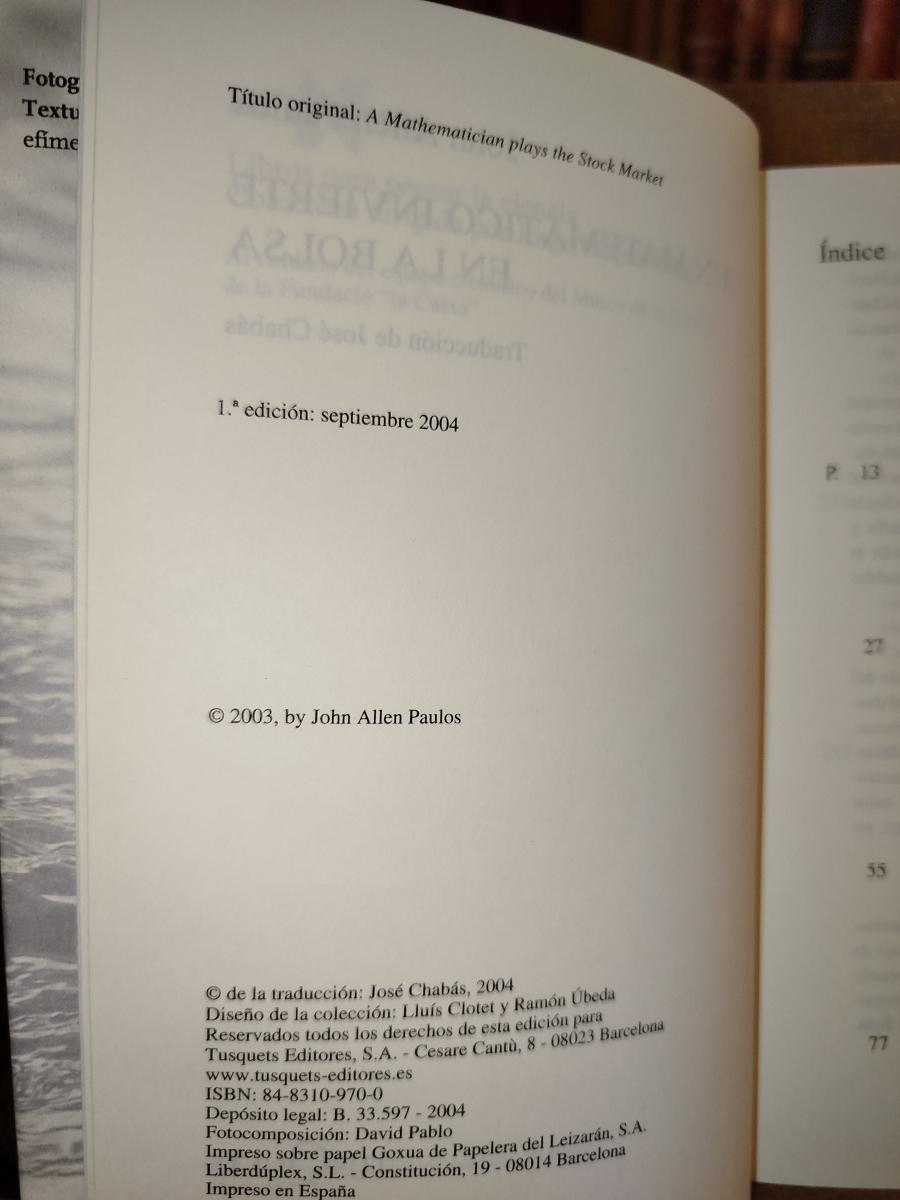 Fotog
Textu
efíme
Título original: A Mathematician plays the Stock Market
1.ª edición: septiembre 2004
© 2003, by John Allen Paulos
© de la traducción: José Chabás, 2004
Diseño de la colección: Lluís Clotet y Ramón Úbeda
Reservados todos los derechos de esta edición para
Tusquets Editores, S.A. - Cesare Cantù, 8 - 08023 Barcelona
www.tusquets-editores.es
ISBN: 84-8310-970-0
Depósito legal: B. 33.597 - 2004
Fotocomposición: David Pablo
Impreso sobre papel Goxua de Papelera del Leizarán, S.A.
Liberdúplex, S.L. - Constitución, 19 - 08014 Barcelona
Impreso en España
Índice
P. 13
27
55
77